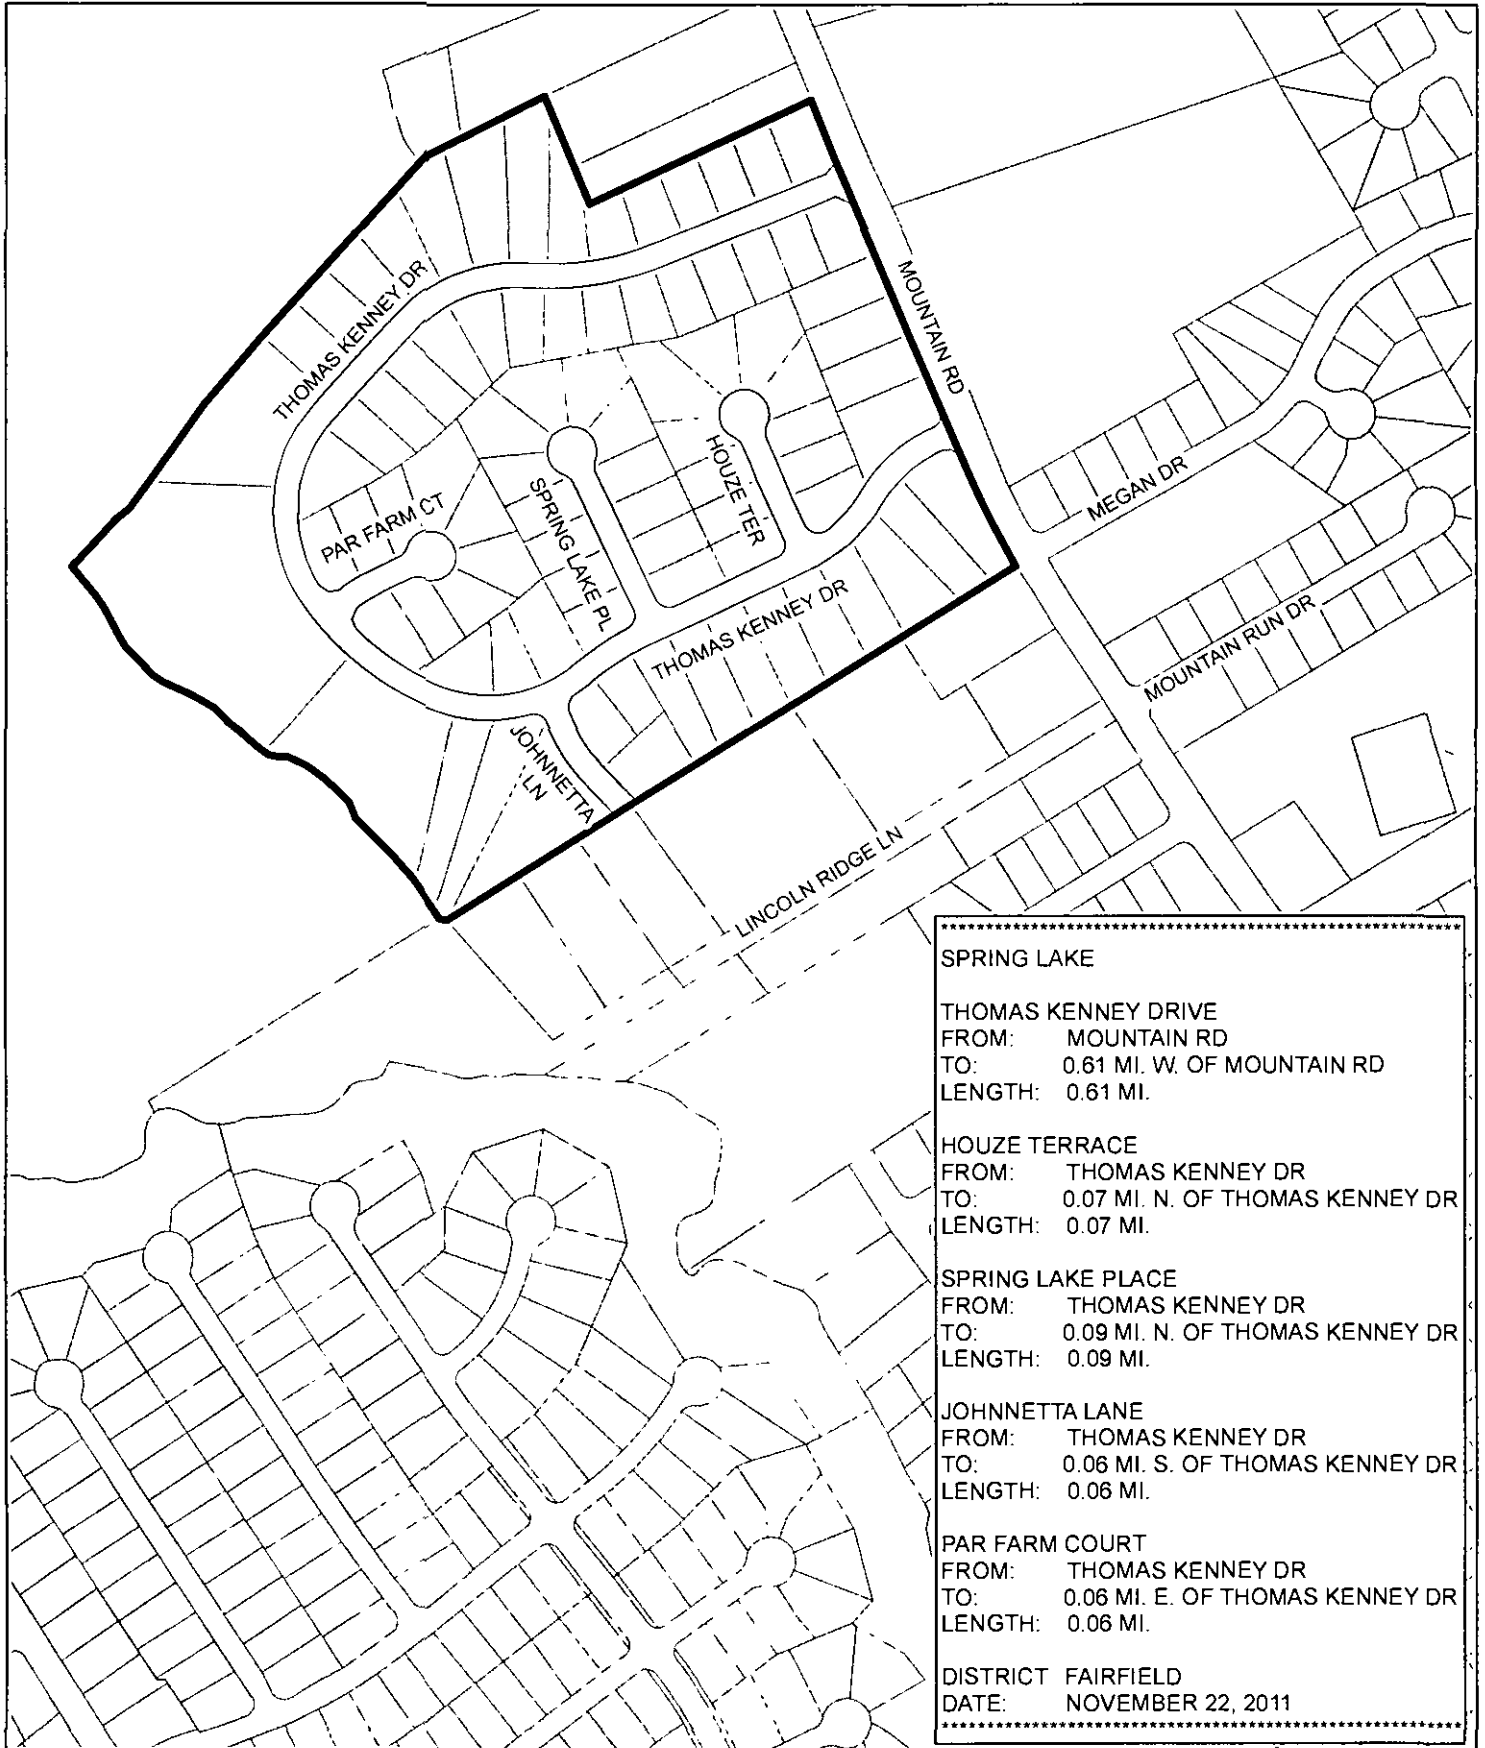 THOMAS KENNEY DR
MOUNTAIN RD
PAR FARM CT
SPRING LAKE PL
HOUZE TER
MEGAN DR
THOMAS KENNEY DR
MOUNTAIN RUN DR
JOHNNETTA
LN
LINCOLN RIDGE LN
******************************************************************
SPRING LAKE
THOMAS KENNEY DRIVE
FROM: MOUNTAIN RD
TO: 0.61 MI. W. OF MOUNTAIN RD
LENGTH: 0.61 MI.
HOUZE TERRACE
FROM: THOMAS KENNEY DR
TO: 0.07 MI. N. OF THOMAS KENNEY DR
LENGTH: 0.07 MI.
SPRING LAKE PLACE
FROM: THOMAS KENNEY DR
TO: 0.09 MI. N. OF THOMAS KENNEY DR
LENGTH: 0.09 MI.
JOHNNETTA LANE
FROM: THOMAS KENNEY DR
TO: 0.06 MI. S. OF THOMAS KENNEY DR
LENGTH: 0.06 MI.
PAR FARM COURT
FROM: THOMAS KENNEY DR
TO: 0.06 MI. E. OF THOMAS KENNEY DR
LENGTH: 0.06 MI.
DISTRICT FAIRFIELD
DATE: NOVEMBER 22, 2011
******************************************************************